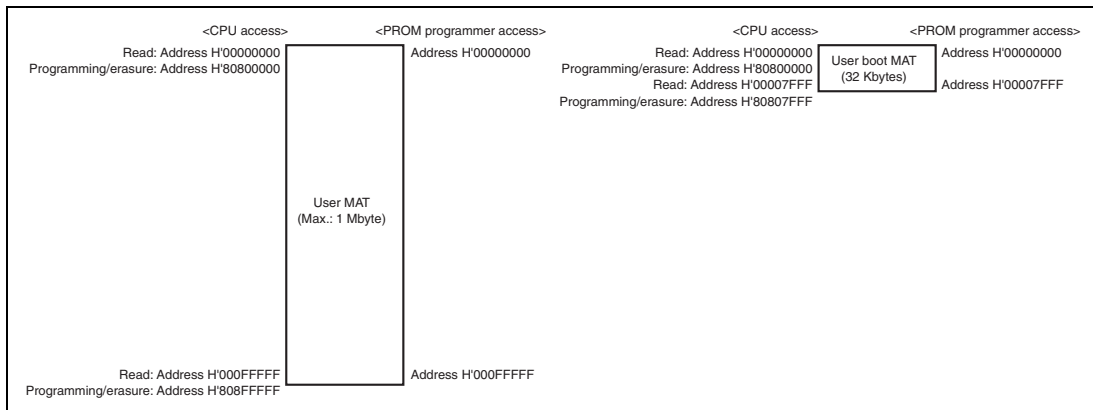 <CPU access>
<PROM programmer access>
Read: Address H'00000000
Programming/erasure: Address H'80800000
Address H'00000000
User MAT
(Max.: 1 Mbyte)
Read: Address H'000FFFFF
Programming/erasure: Address H'808FFFFF
Address H'000FFFFF
<CPU access>
<PROM programmer access>
Read: Address H'00000000
Programming/erasure: Address H'80800000
Read: Address H'00007FFF
Programming/erasure: Address H'80807FFF
User boot MAT
(32 Kbytes)
Address H'00000000
Address H'00007FFF